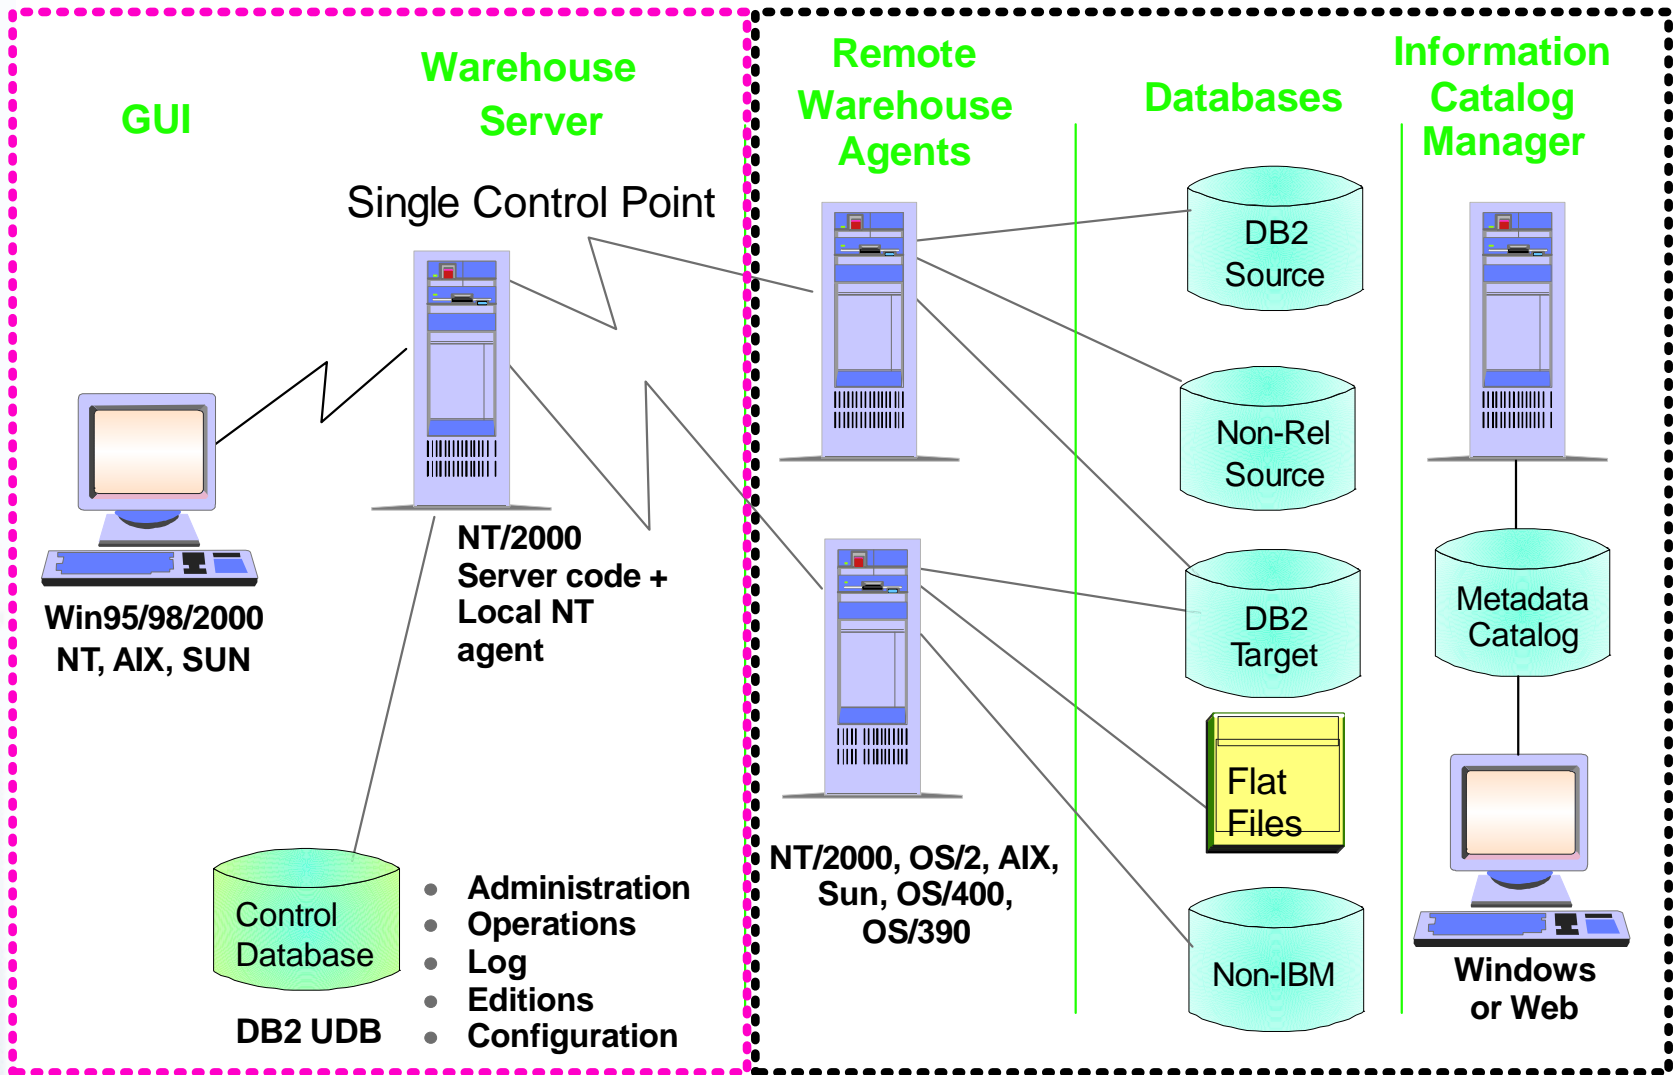 GUI
Warehouse
Server
Single Control Point
Win95/98/2000
NT, AIX, SUN
NT/2000
Server code +
Local NT
agent
Control
Database
DB2 UDB
Administration
Operations
Log
Editions
Configuration
Remote
Warehouse
Agents
NT/2000, OS/2, AIX,
Sun, OS/400,
OS/390
Databases
DB2
Source
Non-Rel
Source
DB2
Target
Flat
Files
Non-IBM
Information
Catalog
Manager
Metadata
Catalog
Windows
or Web